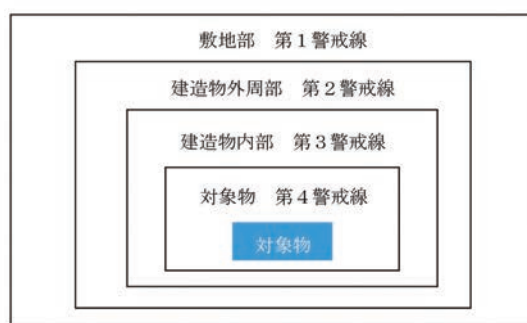 敷地部　第１警戒線
建造物外周部　第２警戒線
建造物内部　第３警戒線
対象物　第４警戒線
対象物